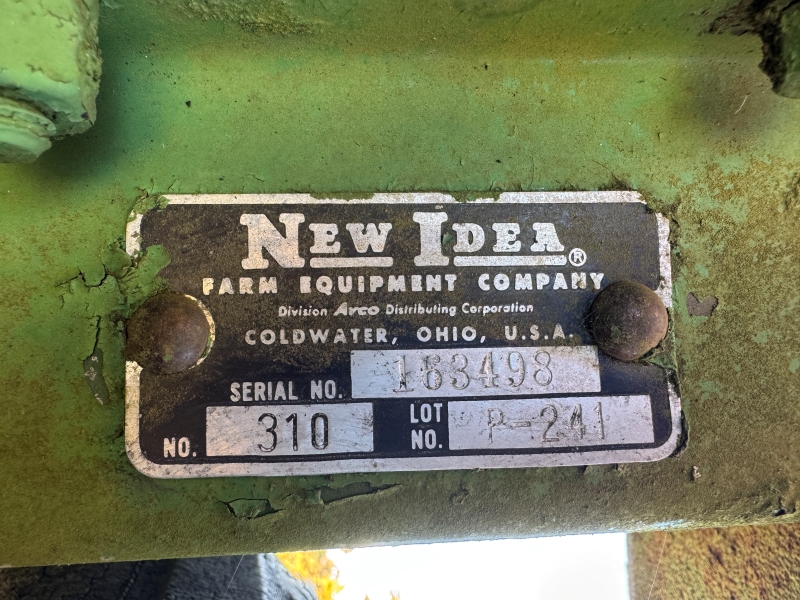 NEW IDEA®
FARM EQUIPMENT COMPANY
Division Avco Distributing Corporation
COLDWATER, OHIO, U.S.A.
SERIAL NO. 163498
NO. 310 LOT NO. P-241